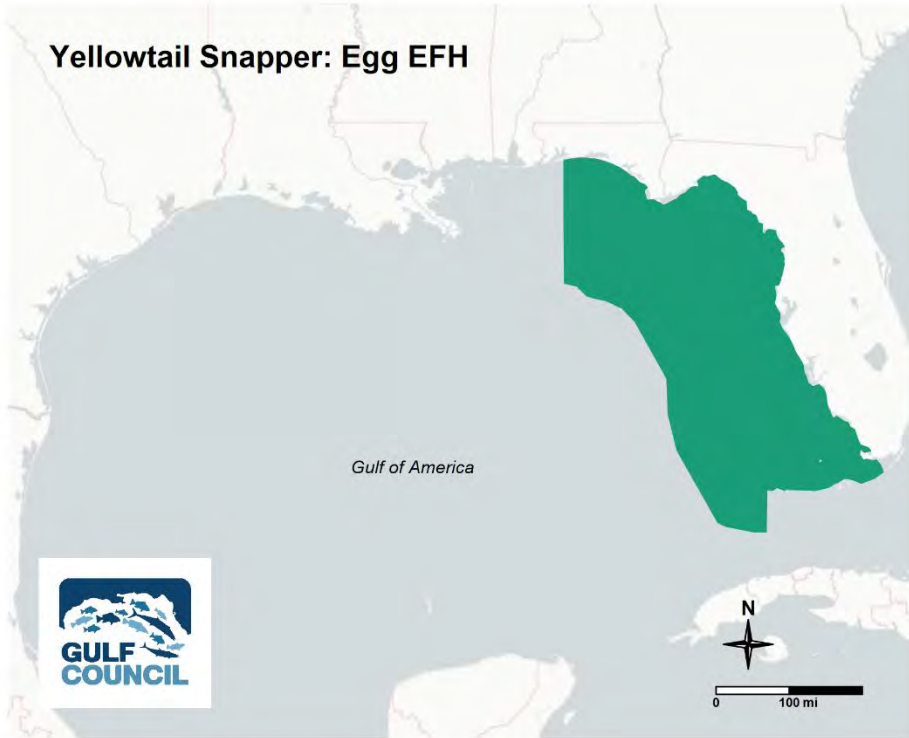 Yellowtail Snapper: Egg EFH
Gulf of America
GULF
COUNCIL
N
0 100 mi